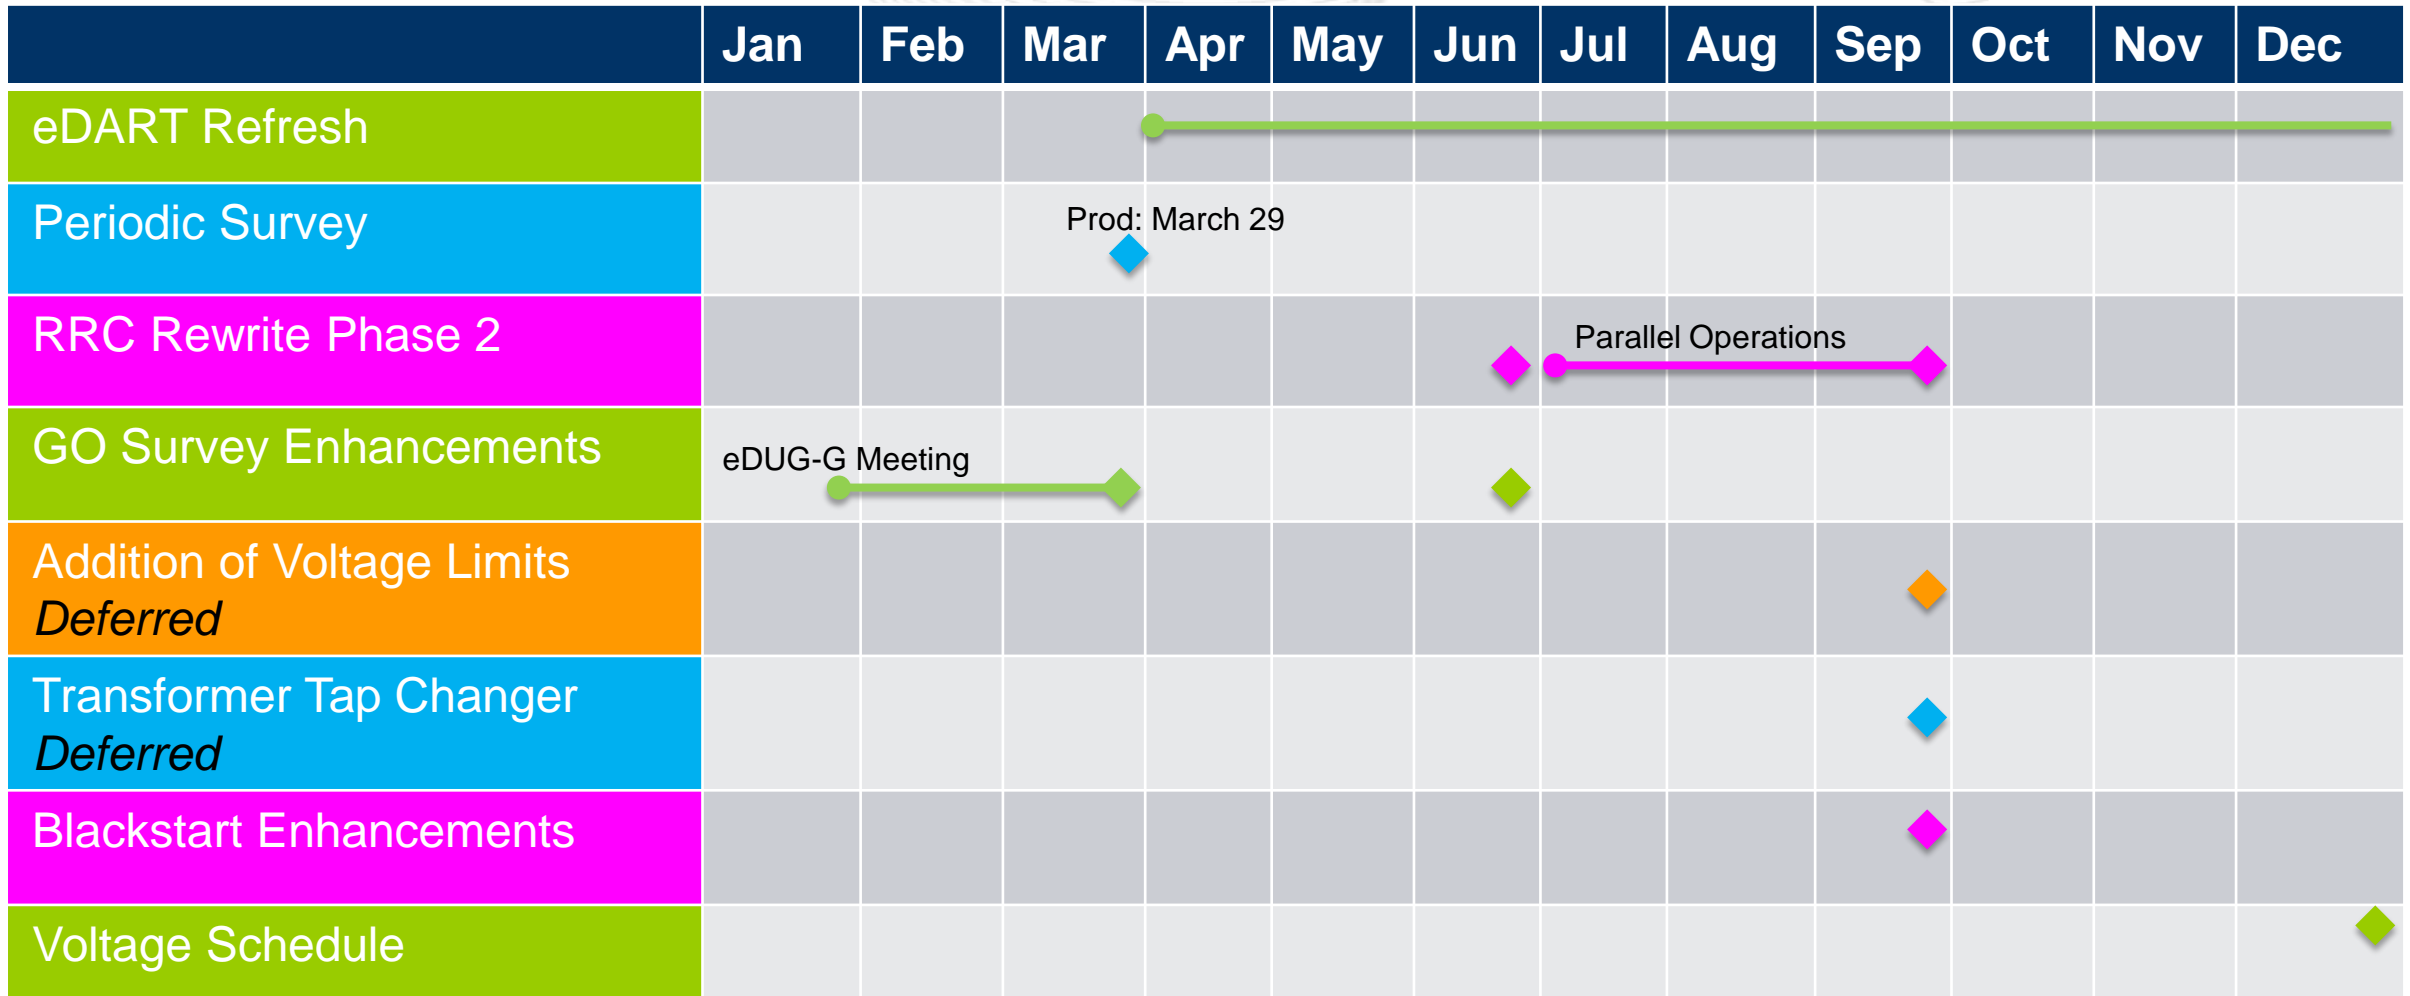 Jan Feb Mar Apr May Jun Jul Aug Sep Oct Nov Dec
eDART Refresh
Periodic Survey
Prod: March 29
RRC Rewrite Phase 2
Parallel Operations
GO Survey Enhancements
eDUG-G Meeting
Addition of Voltage Limits
Deferred
Transformer Tap Changer
Deferred
Blackstart Enhancements
Voltage Schedule